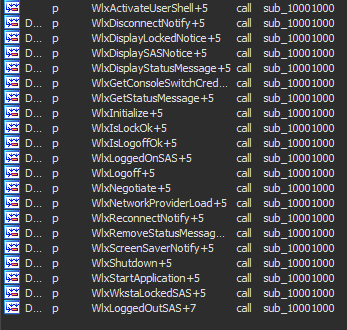 D... p WlxActivateUserShell+5 call sub_10001000
D... p WlxDisconnectNotify+5 call sub_10001000
D... p WlxDisplayLockedNotice+5 call sub_10001000
D... p WlxDisplaySASNotice+5 call sub_10001000
D... p WlxDisplayStatusMessage+5 call sub_10001000
D... p WlxGetConsoleSwitchCred... call sub_10001000
D... p WlxGetStatusMessage+5 call sub_10001000
D... p WlxInitialize+5 call sub_10001000
D... p WlxIsLockOk+5 call sub_10001000
D... p WlxIsLogoffOk+5 call sub_10001000
D... p WlxLoggedOnSAS+5 call sub_10001000
D... p WlxLogoff+5 call sub_10001000
D... p WlxNegotiate+5 call sub_10001000
D... p WlxNetworkProviderLoad+5 call sub_10001000
D... p WlxReconnectNotify+5 call sub_10001000
D... p WlxRemoveStatusMessag... call sub_10001000
D... p WlxScreenSaverNotify+5 call sub_10001000
D... p WlxShutdown+5 call sub_10001000
D... p WlxStartApplication+5 call sub_10001000
D... p WlxWkstaLockedSAS+5 call sub_10001000
D... p WlxLoggedOutSAS+7 call sub_10001000